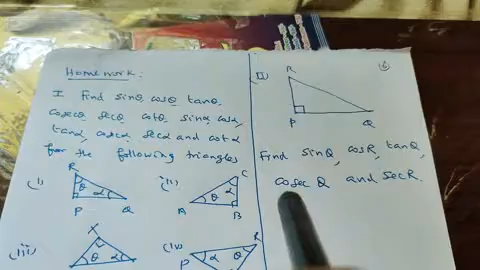 Homework:
I Find sinθ, cosθ, tanθ,
cosecθ, secθ, cotθ, sinα, cosα,
tanα, cosecα, secα and cotα
for the following triangles
(i)
R
θ
α
P
Q
(ii)
C
α
θ
A
B
(iii)
X
θ
α
(iv)
R
P
α
θ
(6)
II
R
P
Q
Find sinQ, cosR, tanQ,
cosec Q and secR.